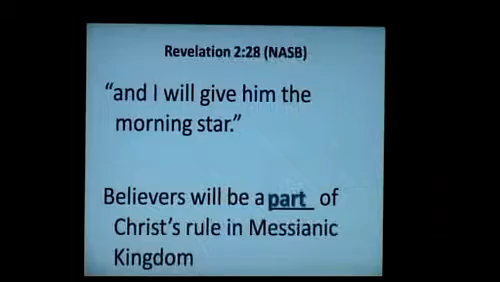 Revelation 2:28 (NASB)
“and I will give him the
morning star.”
Believers will be a part of
Christ’s rule in Messianic
Kingdom